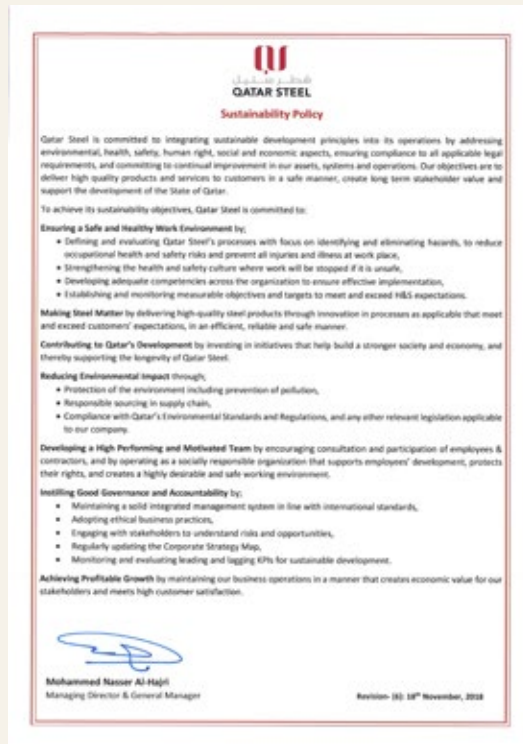 قطر ستيل
QATAR STEEL
Sustainability Policy
Qatar Steel is committed to integrating sustainable development principles into its operations by addressing
environmental, health, safety, human right, social and economic aspects, ensuring compliance to all applicable legal
requirements, and committing to continual improvement in our assets, systems and operations. Our objectives are to
deliver high quality products and services to customers in a safe manner, create long term stakeholder value and
support the development of the State of Qatar.
To achieve its sustainability objectives, Qatar Steel is committed to:
Ensuring a Safe and Healthy Work Environment by;
• Defining and evaluating Qatar Steel's processes with focus on identifying and eliminating hazards, to reduce
occupational health and safety risks and prevent all injuries and illness at work place,
• Strengthening the health and safety culture where work will be stopped if it is unsafe,
• Developing adequate competencies across the organization to ensure effective implementation,
• Establishing and monitoring measurable objectives and targets to meet and exceed H&S expectations.
Making Steel Matter by delivering high-quality steel products through innovation in processes as applicable that meet
and exceed customers' expectations, in an efficient, reliable and safe manner.
Contributing to Qatar's Development by investing in initiatives that help build a stronger society and economy, and
thereby supporting the longevity of Qatar Steel.
Reducing Environmental Impact through;
• Protection of the environment including prevention of pollution,
• Responsible sourcing in supply chain,
• Compliance with Qatar's Environmental Standards and Regulations, and any other relevant legislation applicable
to our company.
Developing a High Performing and Motivated Team by encouraging consultation and participation of employees &
contractors, and by operating as a socially responsible organization that supports employees' development, protects
their rights, and creates a highly desirable and safe working environment.
Instilling Good Governance and Accountability by;
• Maintaining a solid integrated management system in line with international standards,
• Adopting ethical business practices,
• Engaging with stakeholders to understand risks and opportunities,
• Regularly updating the Corporate Strategy Map,
• Monitoring and evaluating leading and lagging KPIs for sustainable development.
Achieving Profitable Growth by maintaining our business operations in a manner that creates economic value for our
stakeholders and meets high customer satisfaction.
Mohammed Nasser Al-Hajri
Managing Director & General Manager
Revision- (6): 18th November, 2018